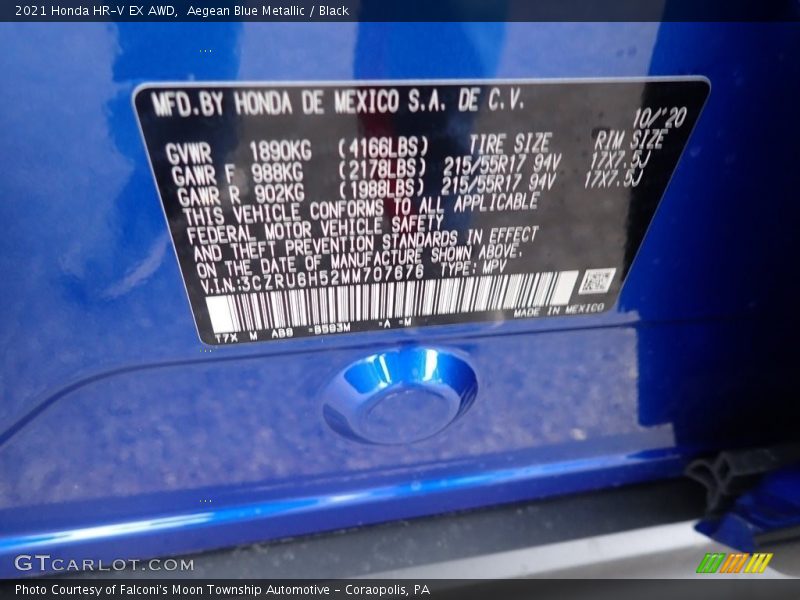 2021 Honda HR-V EX AWD,  Aegean Blue Metallic / Black
MFD.BY HONDA DE MEXICO S.A. DE C.V.
10/'20
GVWR 1890KG (4166LBS) TIRE SIZE RIM SIZE
GAWR F 988KG (2178LBS) 215/55R17 94V 17X7.5J
GAWR R 902KG (1988LBS) 215/55R17 94V 17X7.5J
THIS VEHICLE CONFORMS TO ALL APPLICABLE
FEDERAL MOTOR VEHICLE SAFETY
AND THEFT PREVENTION STANDARDS IN EFFECT
ON THE DATE OF MANUFACTURE SHOWN ABOVE.
V.I.N:3CZRU6H52MM707676 TYPE: MPV
T7X M AB8 -B593M -A -M MADE IN MEXICO
GTCARLOT.COM
Photo Courtesy of Falconi's Moon Township Automotive - Coraopolis, PA